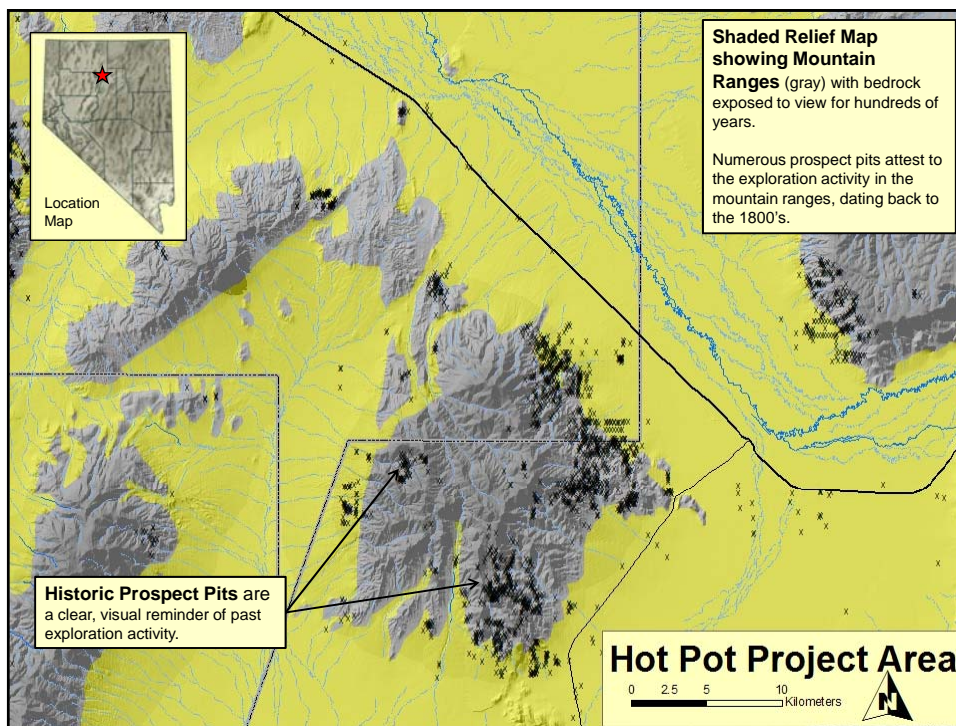 Location
Map
Shaded Relief Map
showing Mountain
Ranges (gray) with bedrock
exposed to view for hundreds of
years.
Numerous prospect pits attest to
the exploration activity in the
mountain ranges, dating back to
the 1800's.
Historic Prospect Pits are
a clear, visual reminder of past
exploration activity.
Hot Pot Project Area
0 2.5 5 10
Kilometers
N